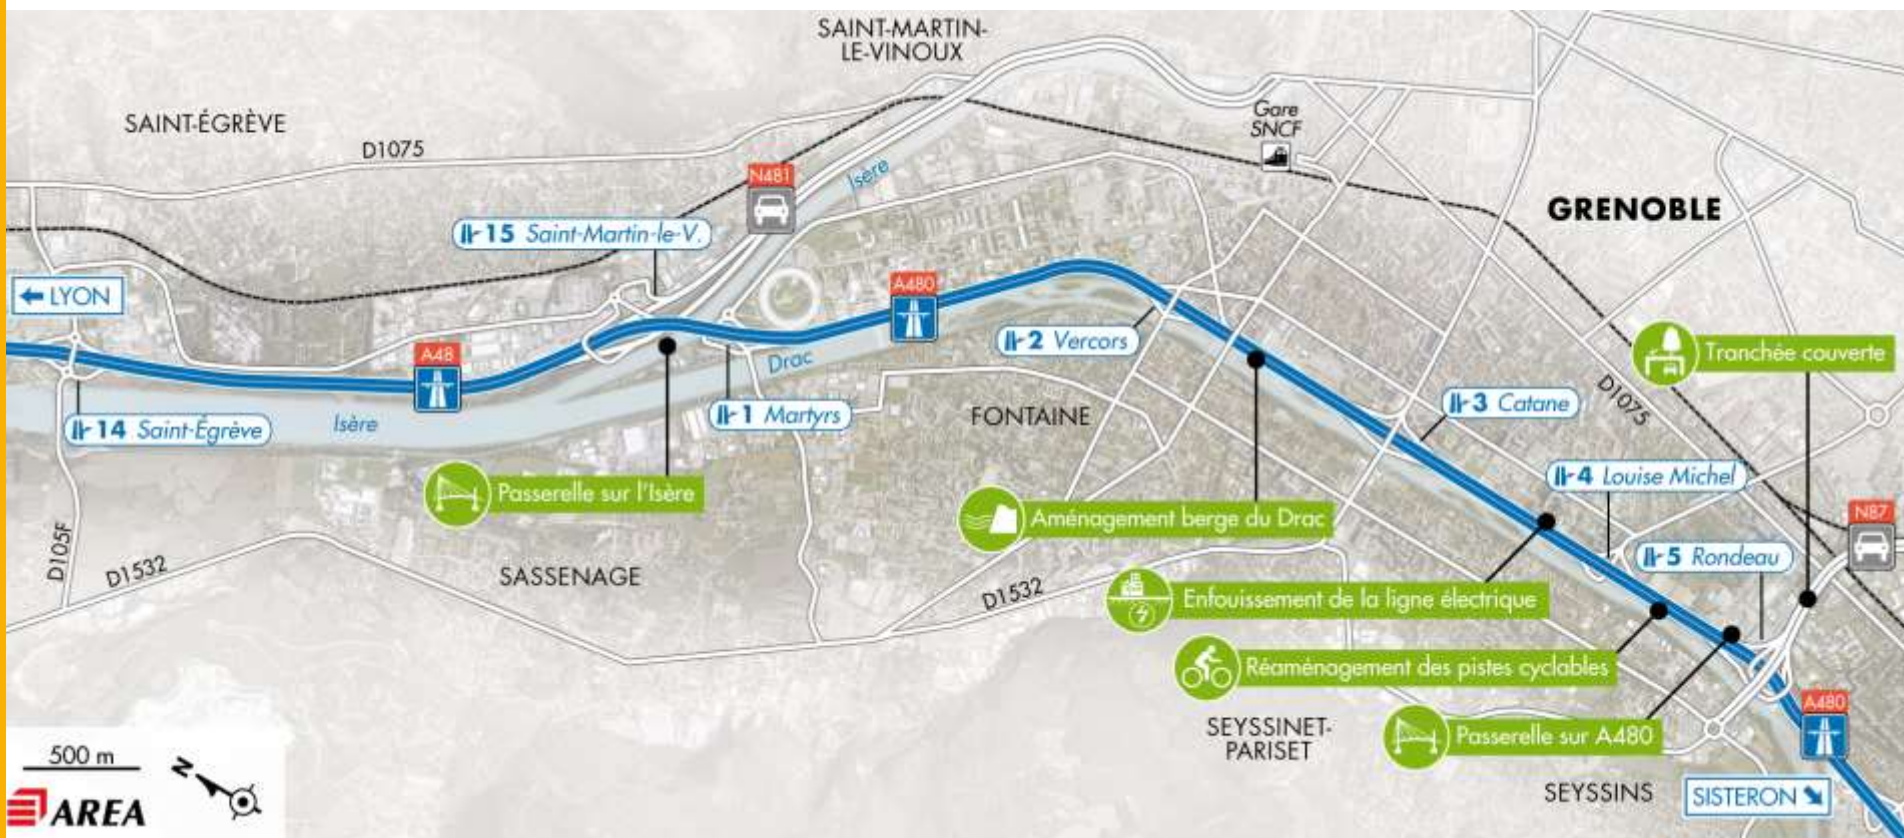 SAINT-MARTIN-
LE-VINOUX
SAINT-ÉGRÈVE
D1075
Gare
SNCF
N481
Isère
GRENOBLE
15 Saint-Martin-le-V.
LYON
A480
A48
2 Vercors
Drac
Tranchée couverte
D1075
14 Saint-Égrève
Isère
1 Martyrs
FONTAINE
3 Catane
4 Louise Michel
Passerelle sur l'Isère
Aménagement berge du Drac
N87
5 Rondeau
D105F
D1532
SASSENAGE
D1532
Enfouissement de la ligne électrique
Réaménagement des pistes cyclables
A480
SEYSSINET-
PARISET
Passerelle sur A480
500 m
N
SEYSSINS
SISTERON
AREA